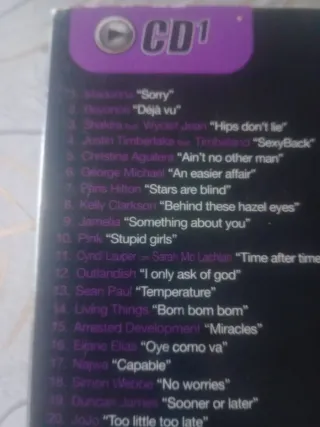 CD1
1. Madonna "Sorry"
2. Beyoncé "Déjà vu"
3. Shakira feat. Wyclef Jean "Hips don't lie"
4. Justin Timberlake feat. Timbaland "SexyBack"
5. Christina Aguilera "Ain't no other man"
6. George Michael "An easier affair"
7. Paris Hilton "Stars are blind"
8. Kelly Clarkson "Behind these hazel eyes"
9. Jamelia "Something about you"
10. Pink "Stupid girls"
11. Cyndi Lauper Sarah Mc Lachlan "Time after time
12. Outlandish "I only ask of god"
13. Sean Paul "Temperature"
14. Living Things "Bom bom bom"
15. Arrested Development "Miracles"
16. Eliane Elias "Oye como va"
17. Najwa "Capable"
18. Simon Webbe "No worries"
19. Duncan James "Sooner or later"
20. JoJo "Too little too late"